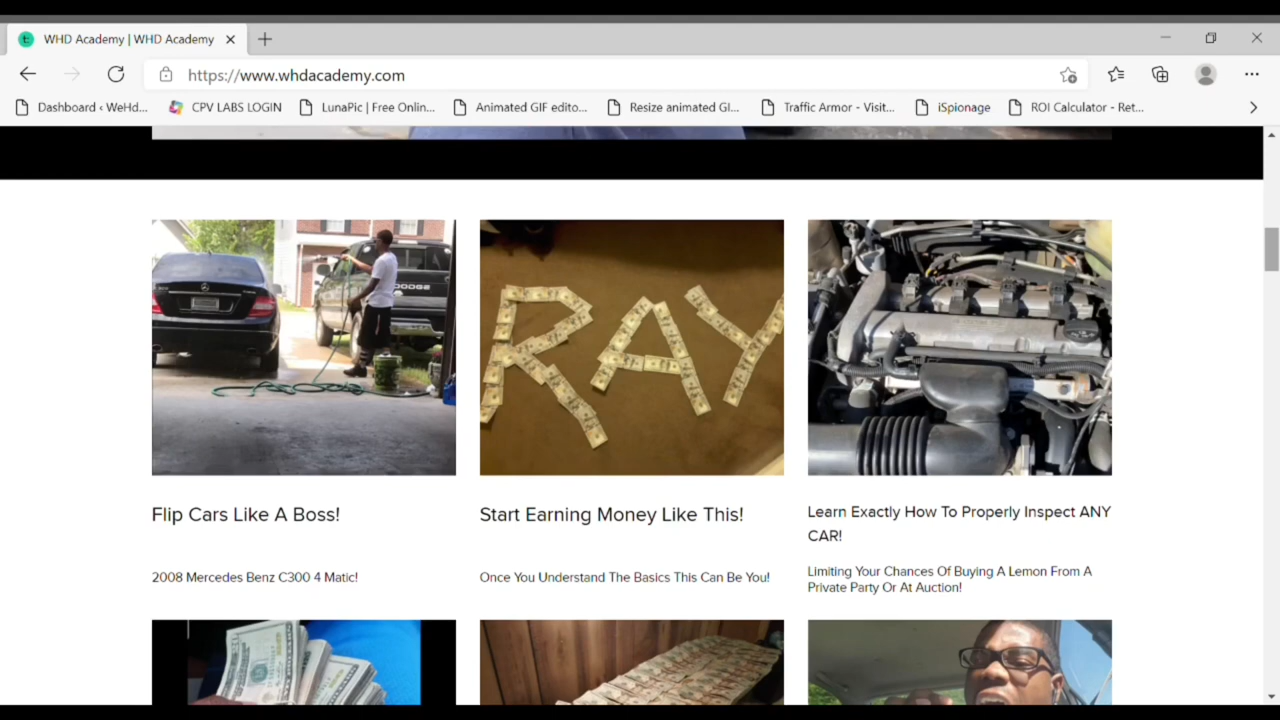 WHD Academy | WHD Academy
https://www.whdacademy.com
Dashboard ‹ WeHd...
CPV LABS LOGIN
LunaPic | Free Onlin...
Animated GIF edito...
Resize animated GI...
Traffic Armor - Visit...
iSpionage
ROI Calculator - Ret...
DODGE
RAY
Flip Cars Like A Boss!
Start Earning Money Like This!
Learn Exactly How To Properly Inspect ANY
CAR!
2008 Mercedes Benz C300 4 Matic!
Once You Understand The Basics This Can Be You!
Limiting Your Chances Of Buying A Lemon From A
Private Party Or At Auction!